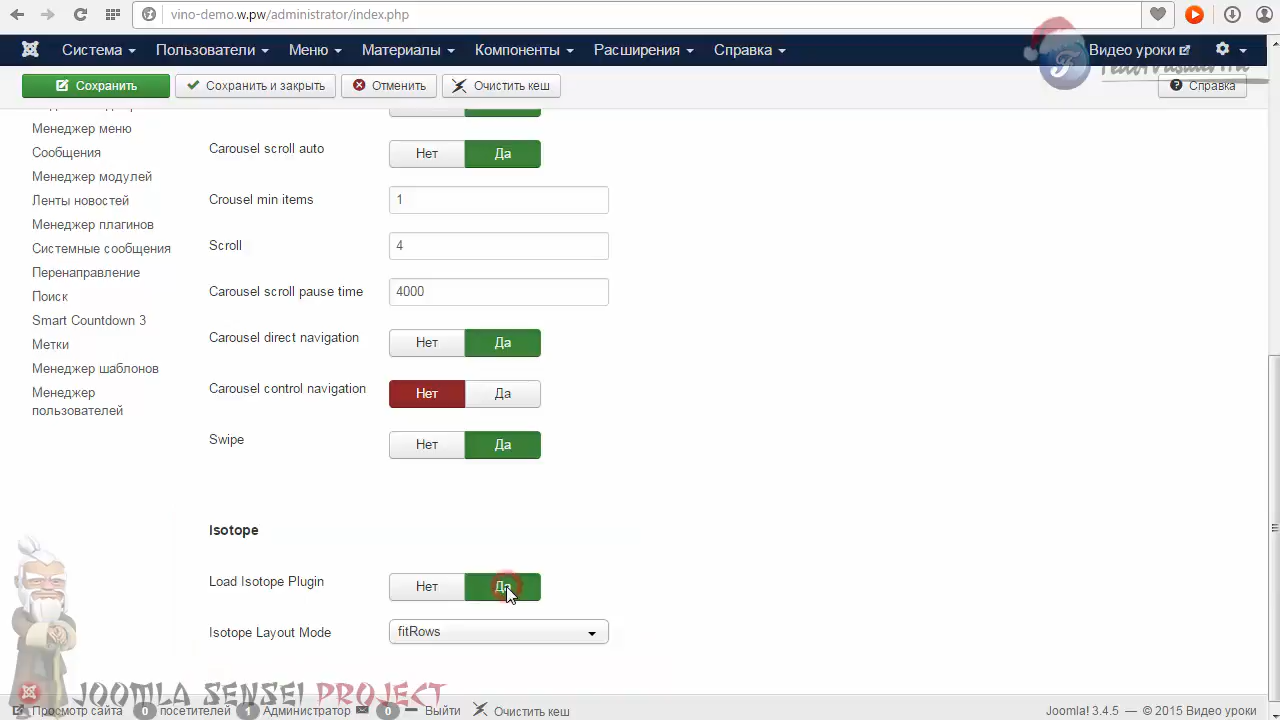 vino-demo.w.pw/administrator/index.php
Система Пользователи Меню Материалы Компоненты Расширения Справка Видео уроки
Сохранить Сохранить и закрыть Отменить Очистить кеш Справка
Менеджер меню
Сообщения
Менеджер модулей
Ленты новостей
Менеджер плагинов
Системные сообщения
Перенаправление
Поиск
Smart Countdown 3
Метки
Менеджер шаблонов
Менеджер
пользователей
Carousel scroll auto Нет Да
Crousel min items 1
Scroll 4
Carousel scroll pause time 4000
Carousel direct navigation Нет Да
Carousel control navigation Нет Да
Swipe Нет Да
Isotope
Load Isotope Plugin Нет Да
Isotope Layout Mode fitRows
JOOMLA SENSEI PROJECT
Просмотр сайта 0 посетителей 1 Администратор 0 Выйти Очистить кеш Joomla! 3.4.5 — © 2015 Видео уроки